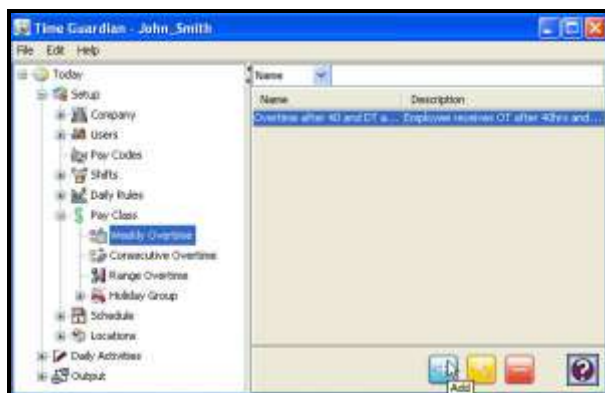 Time Guardian - John_Smith
File Edit Help
Today
Setup
Company
Users
Pay Codes
Shifts
Daily Rules
Pay Class
Weekly Overtime
Consecutive Overtime
Range Overtime
Holiday Group
Schedule
Locations
Daily Activities
Output
Name
Name Description
Overtime after 40 and DT a... Employee receives OT after 40hrs and ...
Add